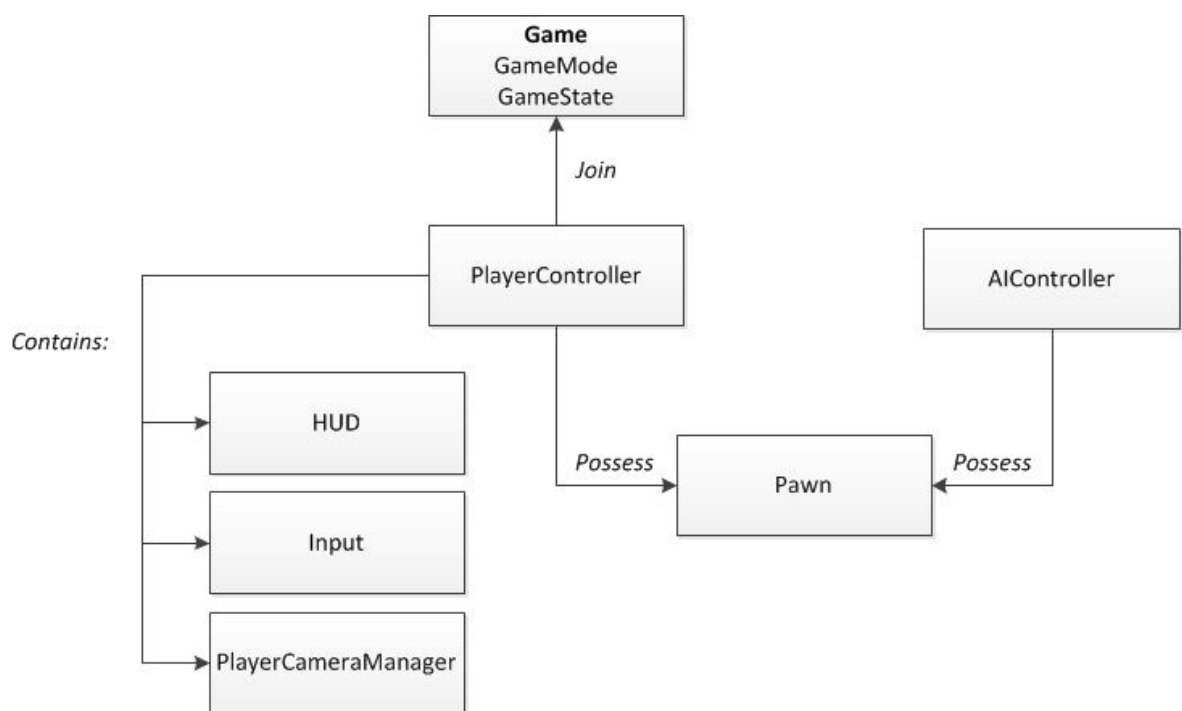 Game
GameMode
GameState
Join
PlayerController
AIController
Contains:
HUD
Possess
Possess
Pawn
Input
PlayerCameraManager